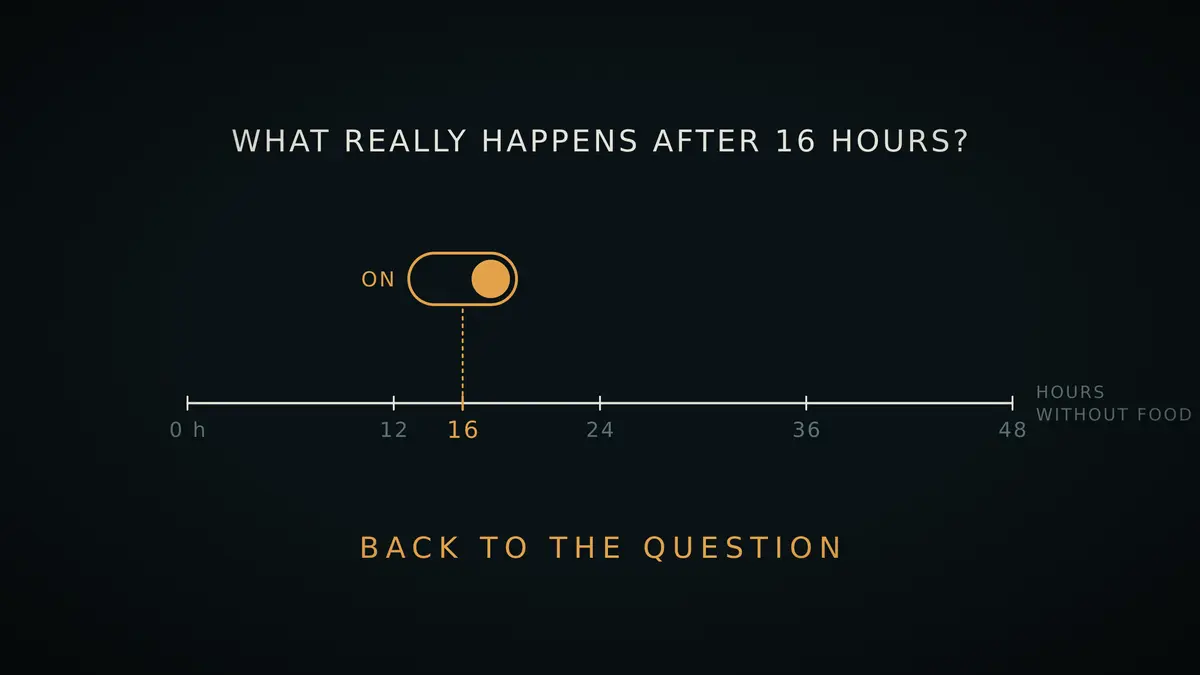 WHAT REALLY HAPPENS AFTER 16 HOURS?
ON
HOURS
WITHOUT FOOD
0 h 12 16 24 36 48
BACK TO THE QUESTION